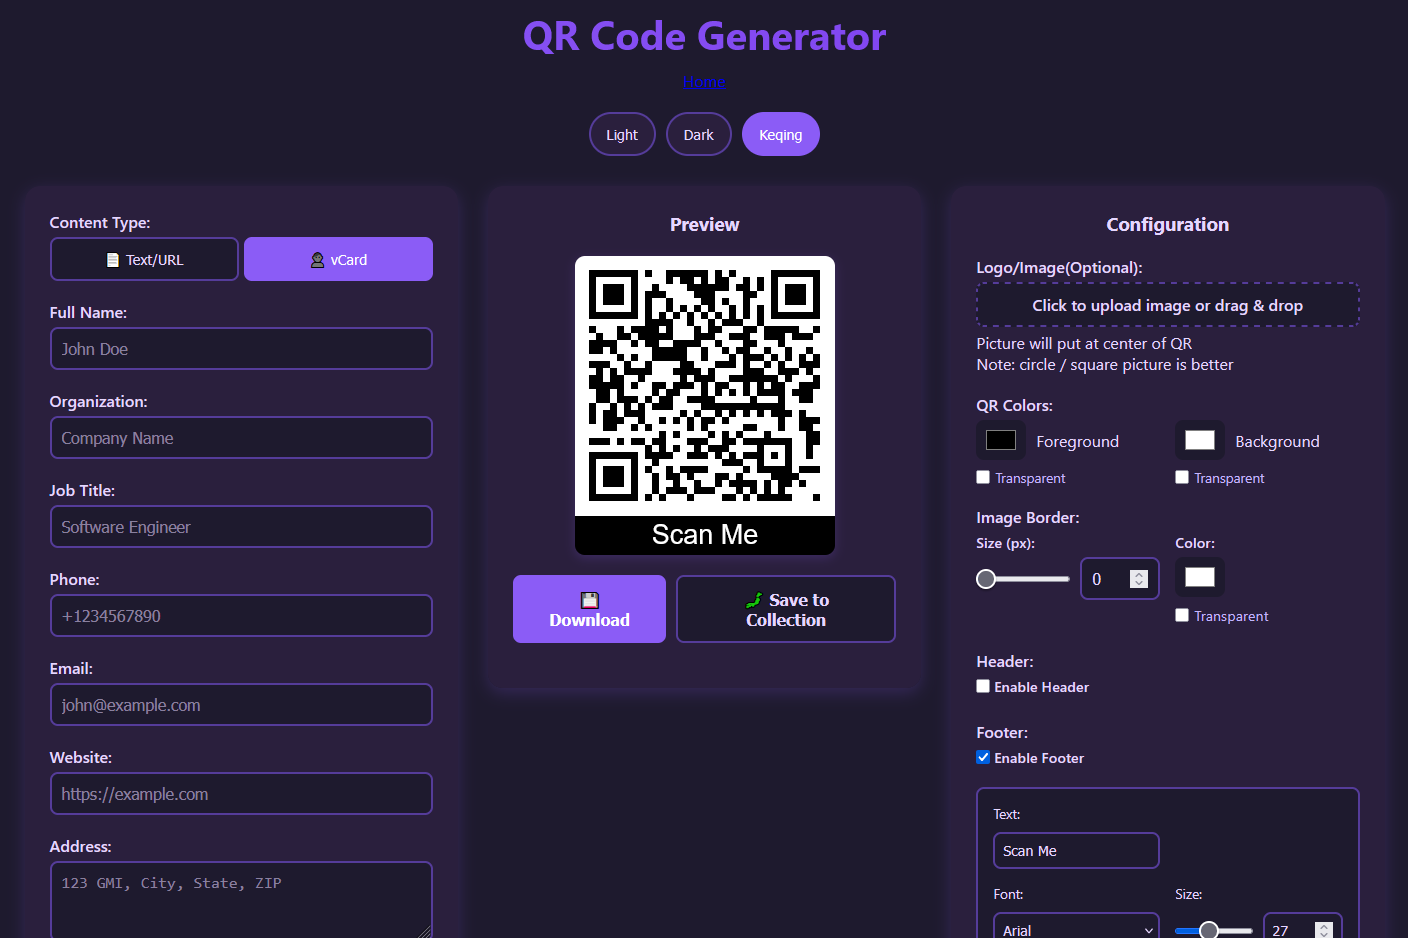 QR Code Generator
Home
Light
Dark
Keqing
Content Type:
Text/URL
vCard
Full Name:
John Doe
Organization:
Company Name
Job Title:
Software Engineer
Phone:
+1234567890
Email:
john@example.com
Website:
https://example.com
Address:
123 GMI, City, State, ZIP
Preview
Scan Me
Download
Save to
Collection
Configuration
Logo/Image(Optional):
Click to upload image or drag & drop
Picture will put at center of QR
Note: circle / square picture is better
QR Colors:
Foreground
Background
Transparent
Transparent
Image Border:
Size (px):
Color:
0
Transparent
Header:
Enable Header
Footer:
Enable Footer
Text:
Scan Me
Font:
Size:
Arial
27